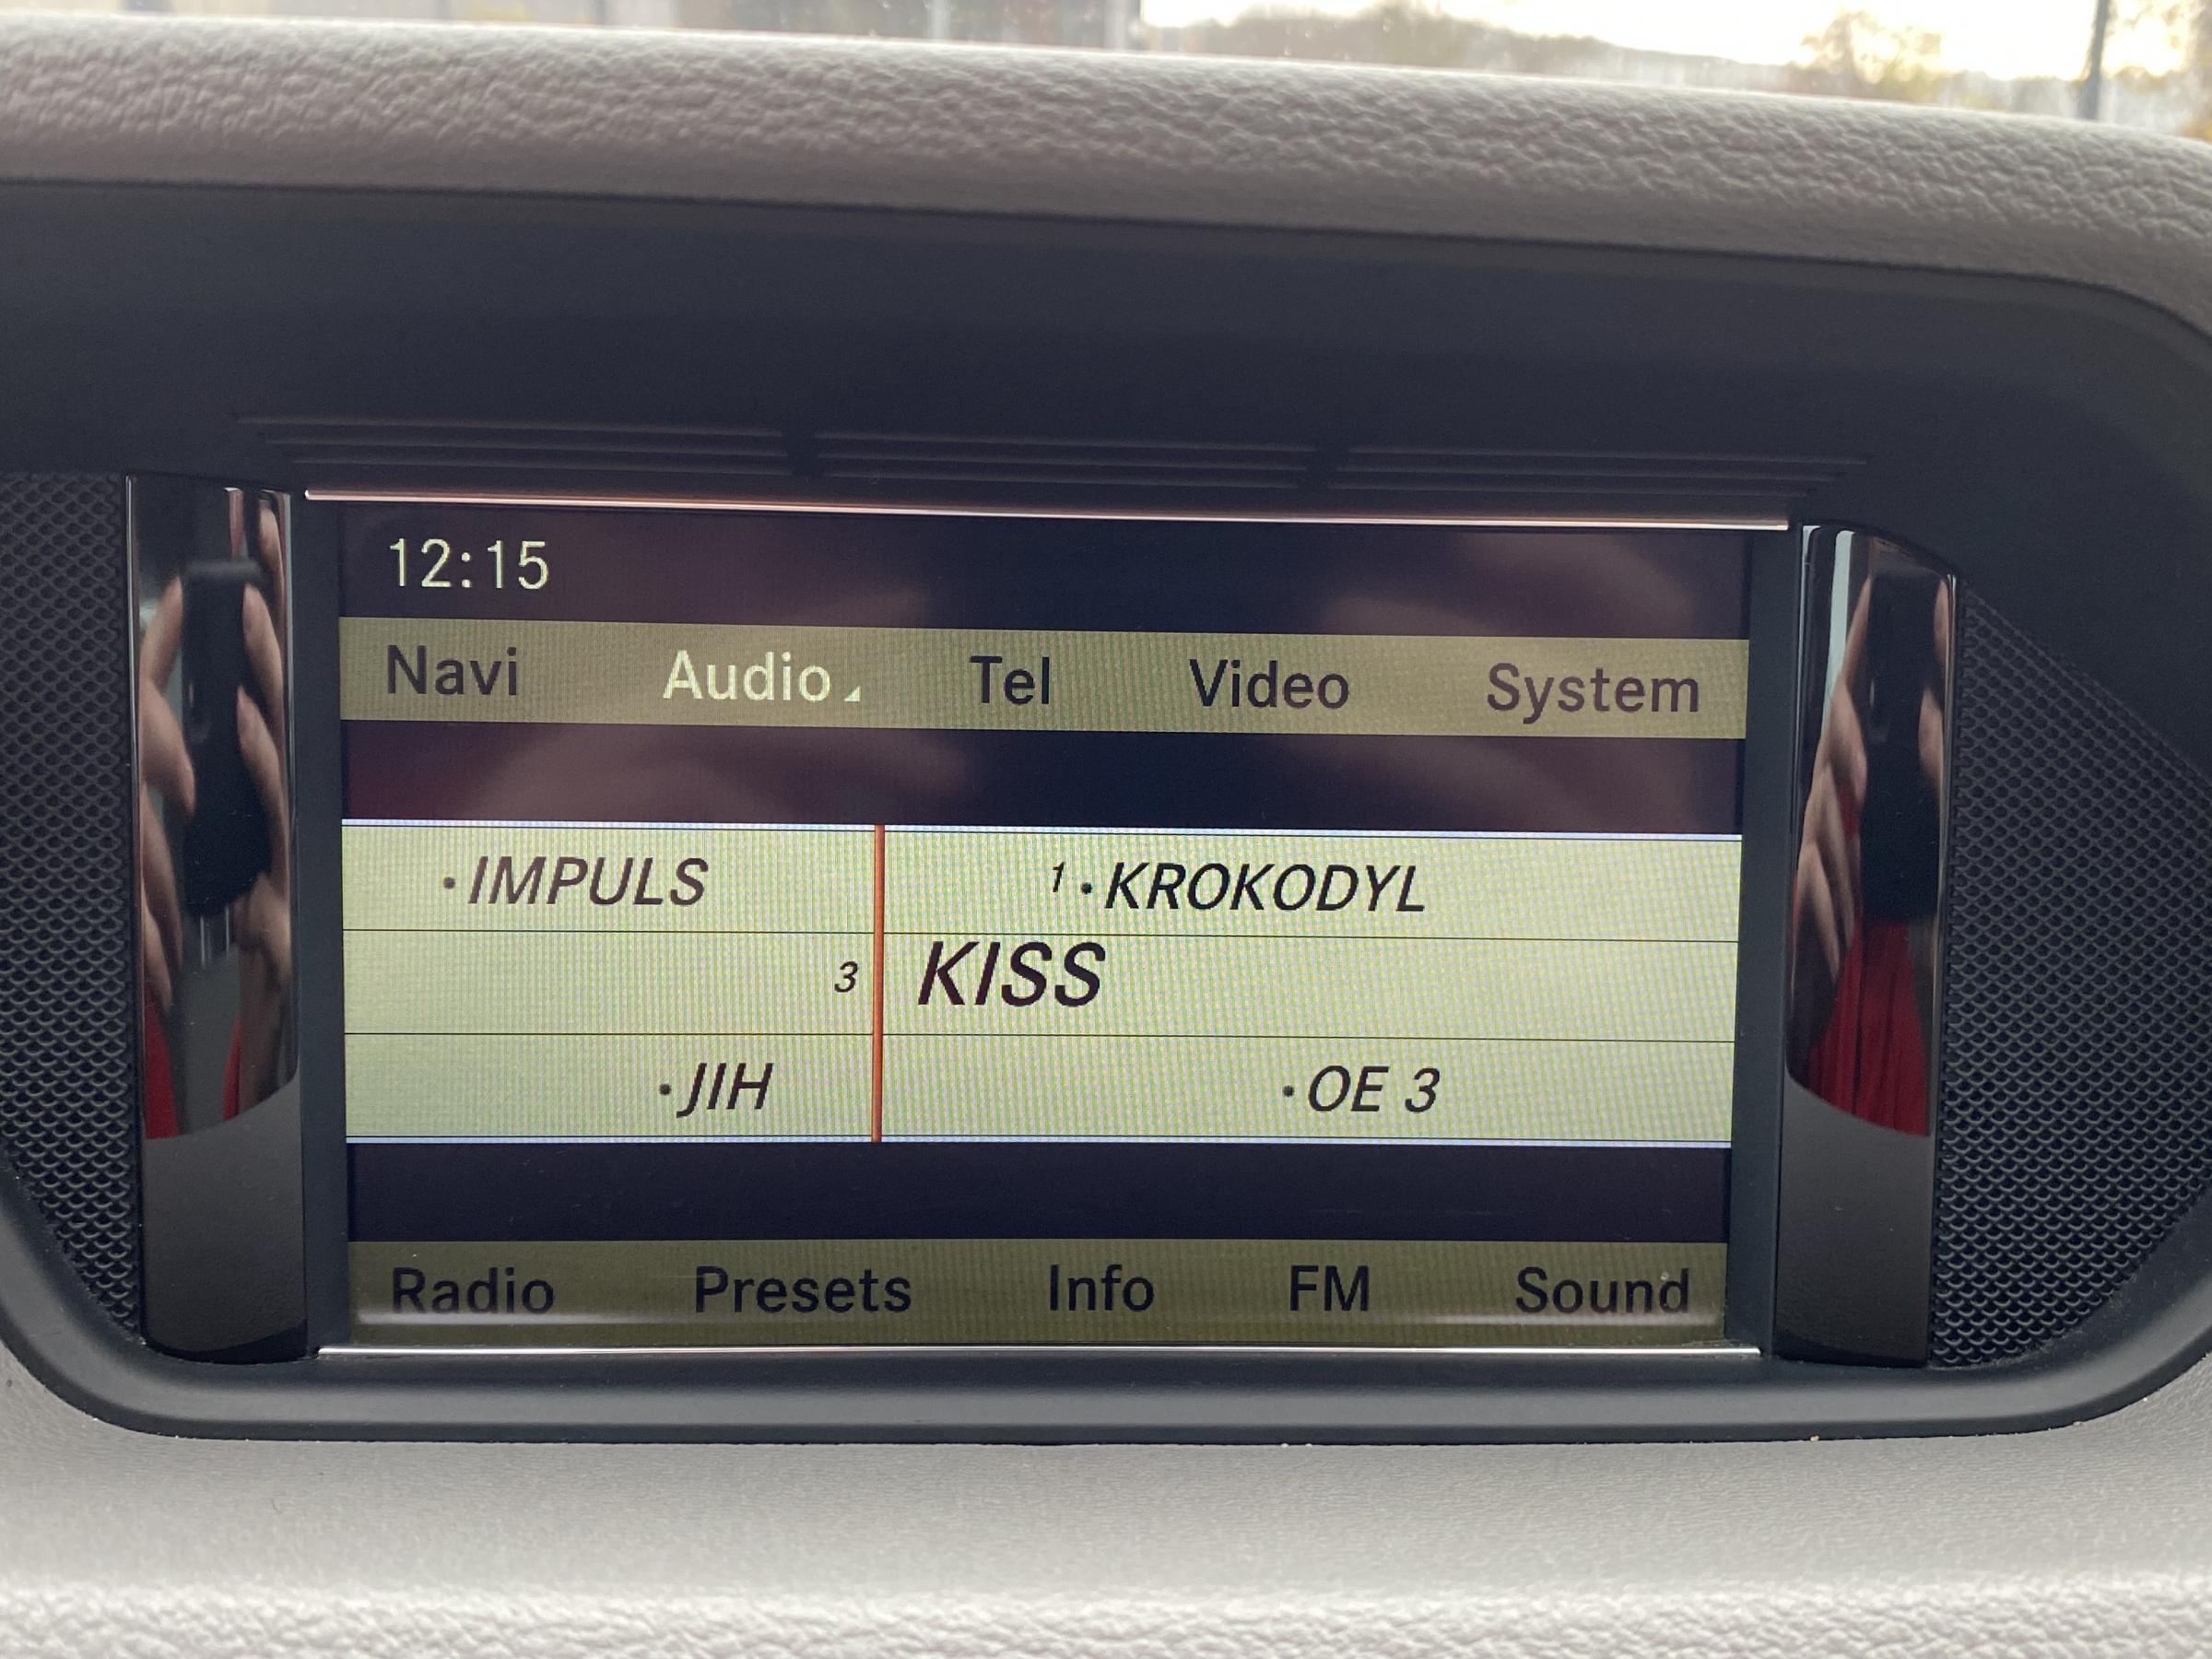 12:15
Navi Audio Tel Video System
·IMPULS 1·KROKODYL
3 KISS
·JIH ·OE 3
Radio Presets Info FM Sound